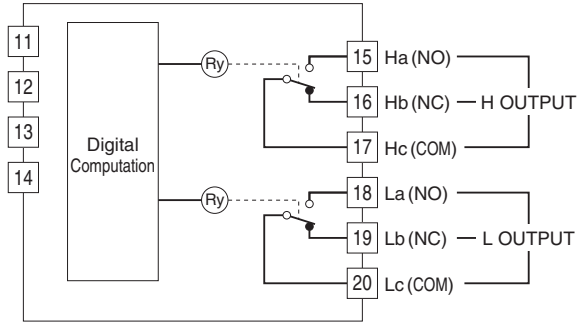 11
12
13
14
Digital
Computation
Ry
Ry
15 Ha (NO)
16 Hb (NC) H OUTPUT
17 Hc (COM)
18 La (NO)
19 Lb (NC) L OUTPUT
20 Lc (COM)